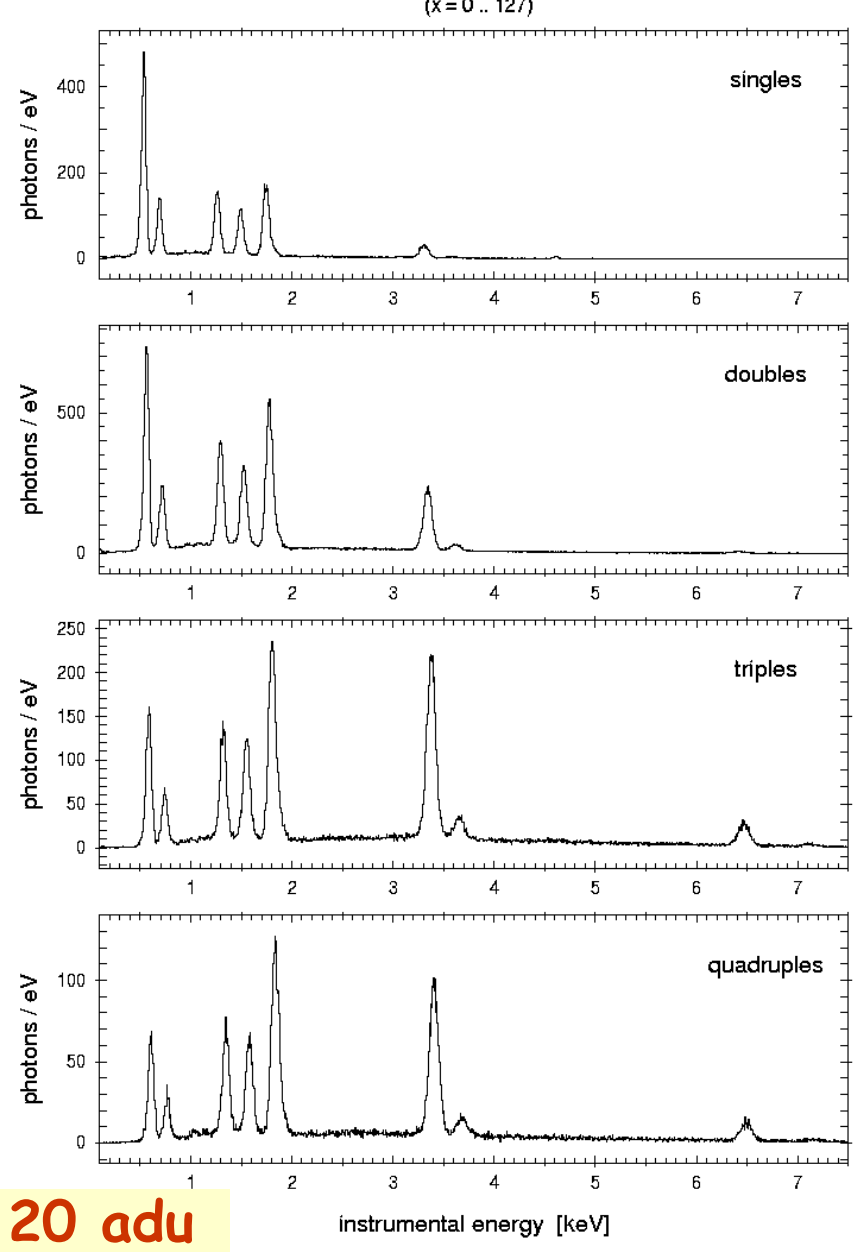 (x = 0 .. 127)
singles
photons / eV
400
200
0
1 2 3 4 5 6 7
doubles
photons / eV
500
0
1 2 3 4 5 6 7
triples
photons / eV
250
200
150
100
50
0
1 2 3 4 5 6 7
quadruples
photons / eV
100
50
0
1 2 3 4 5 6 7
20 adu
instrumental energy [keV]